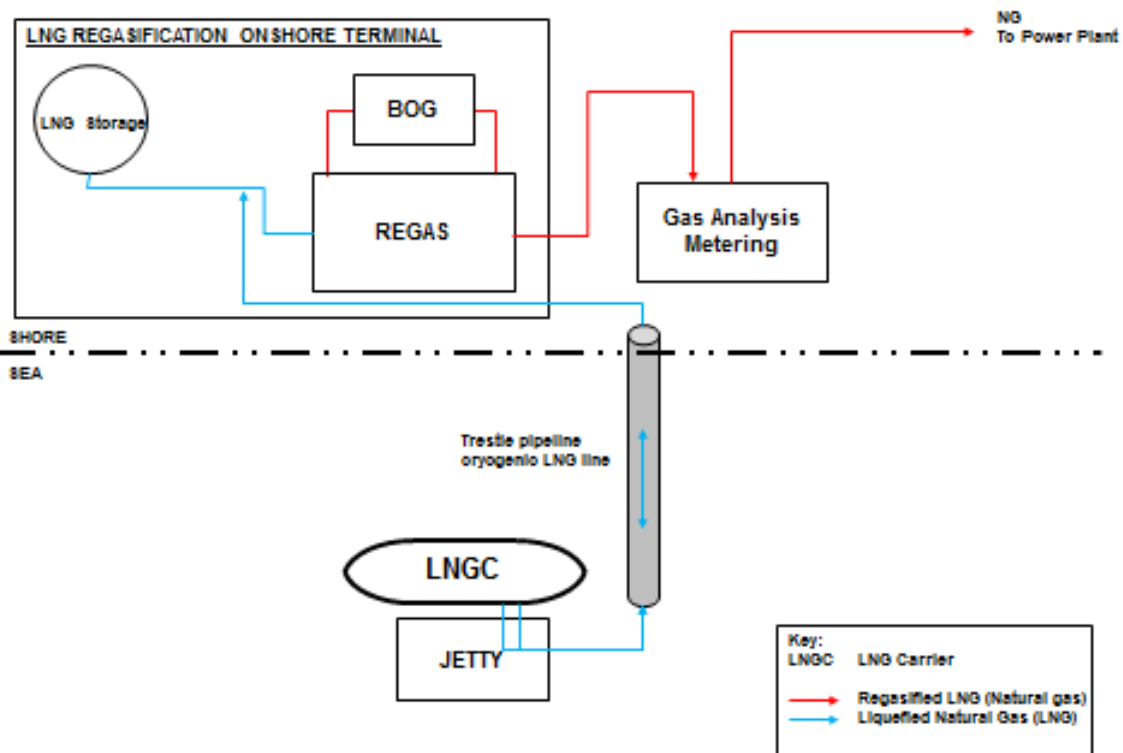 NG
To Power Plant
LNG REGASIFICATION ONSHORE TERMINAL
BOG
LNG Storage
REGAS
Gas Analysis
Metering
SHORE
SEA
Trestle pipeline
oryogenio LNG line
LNGC
JETTY
Key:
LNGC LNG Carrier
Regasified LNG (Natural gas)
Liquefied Natural Gas (LNG)